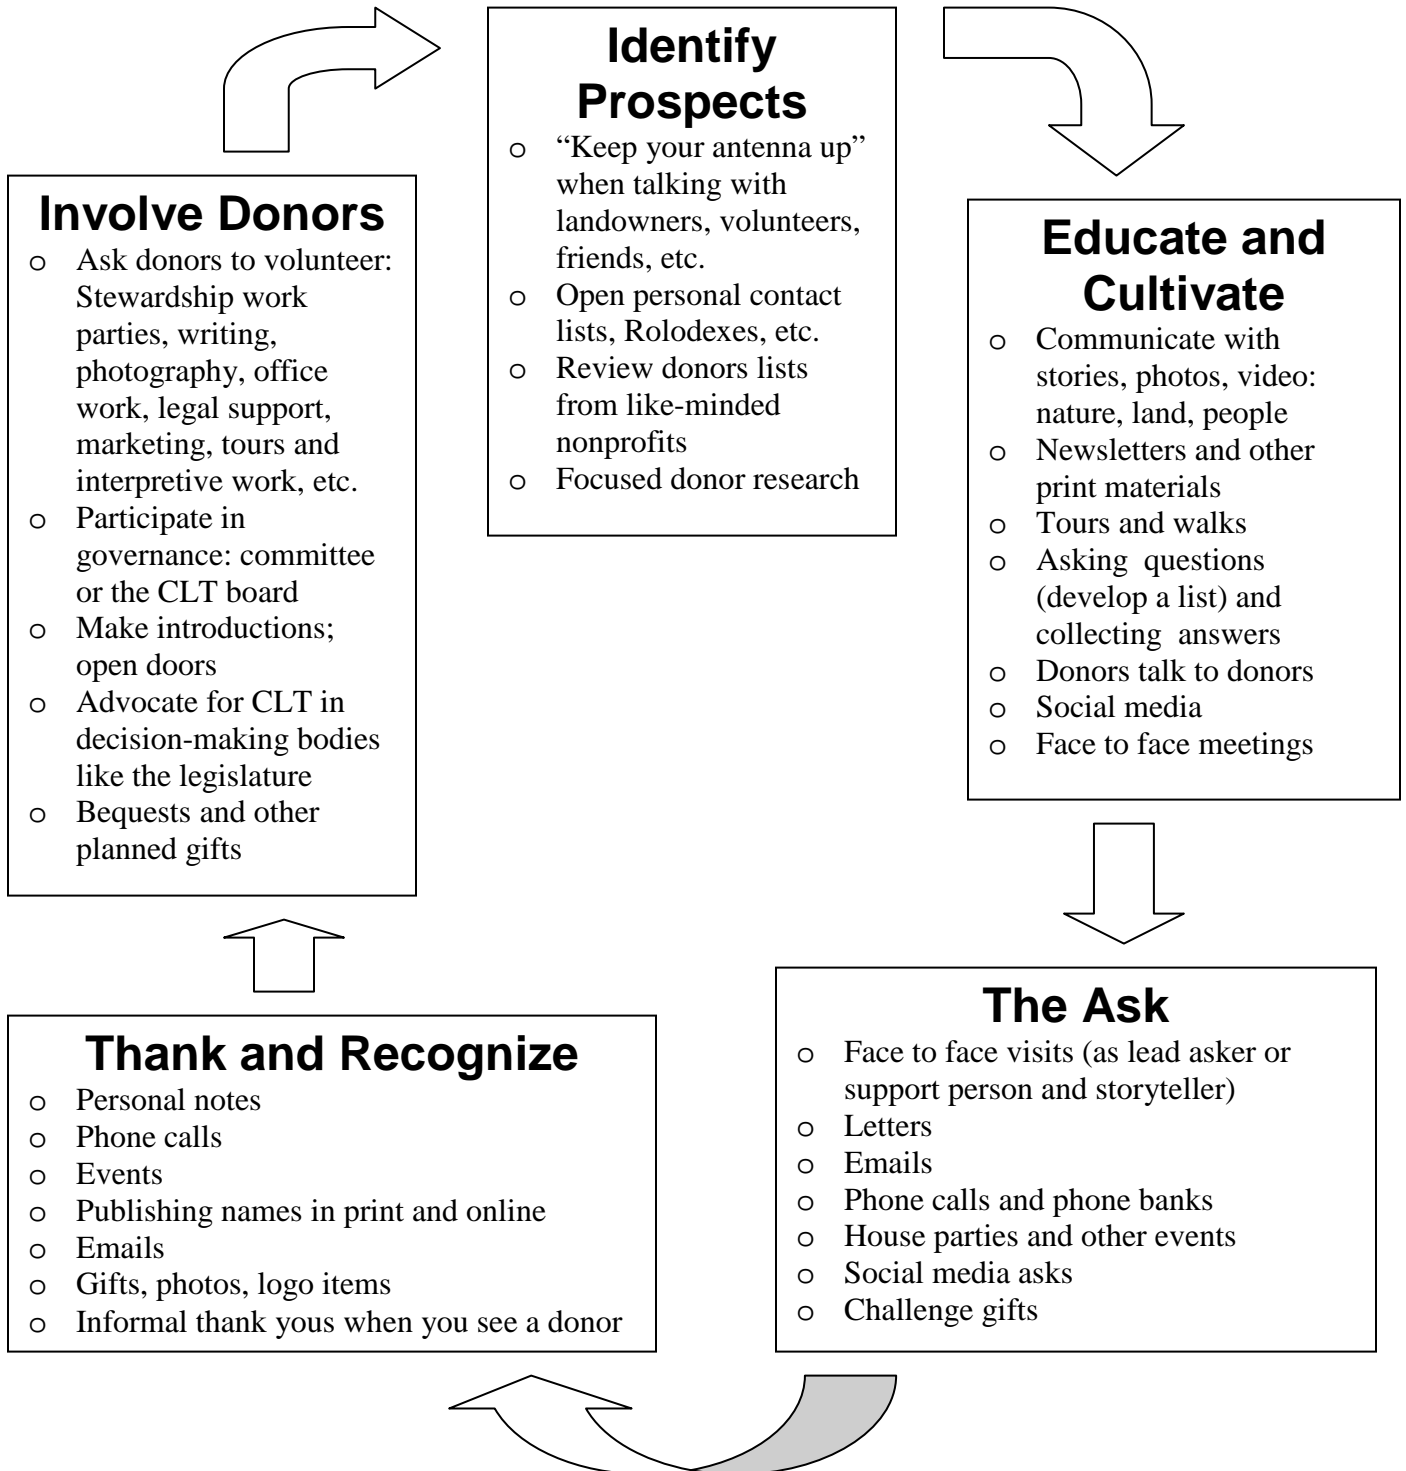 Identify
Prospects
o “Keep your antenna up”
when talking with
landowners, volunteers,
friends, etc.
o Open personal contact
lists, Rolodexes, etc.
o Review donors lists
from like-minded
nonprofits
o Focused donor research
Educate and
Cultivate
o Communicate with
stories, photos, video:
nature, land, people
o Newsletters and other
print materials
o Tours and walks
o Asking questions
(develop a list) and
collecting answers
o Donors talk to donors
o Social media
o Face to face meetings
The Ask
o Face to face visits (as lead asker or
support person and storyteller)
o Letters
o Emails
o Phone calls and phone banks
o House parties and other events
o Social media asks
o Challenge gifts
Thank and Recognize
o Personal notes
o Phone calls
o Events
o Publishing names in print and online
o Emails
o Gifts, photos, logo items
o Informal thank yous when you see a donor
Involve Donors
o Ask donors to volunteer:
Stewardship work
parties, writing,
photography, office
work, legal support,
marketing, tours and
interpretive work, etc.
o Participate in
governance: committee
or the CLT board
o Make introductions;
open doors
o Advocate for CLT in
decision-making bodies
like the legislature
o Bequests and other
planned gifts